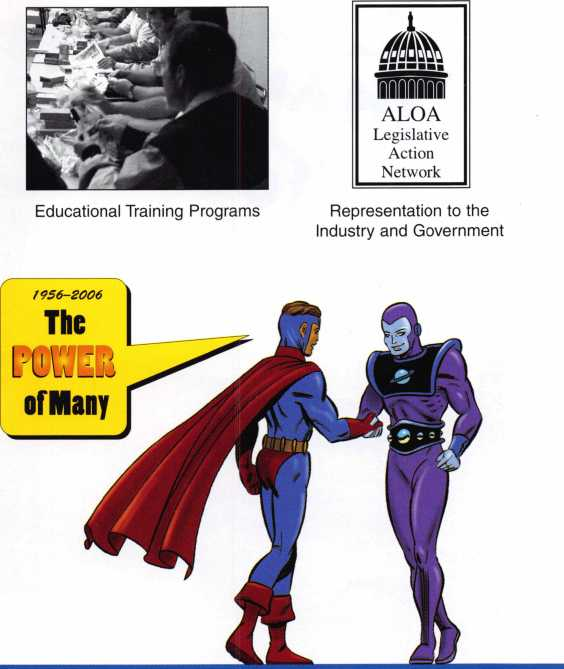 ALOA
Legislative
Action
Network
Educational Training Programs
Representation to the
Industry and Government
1956–2006
The
POWER
of Many